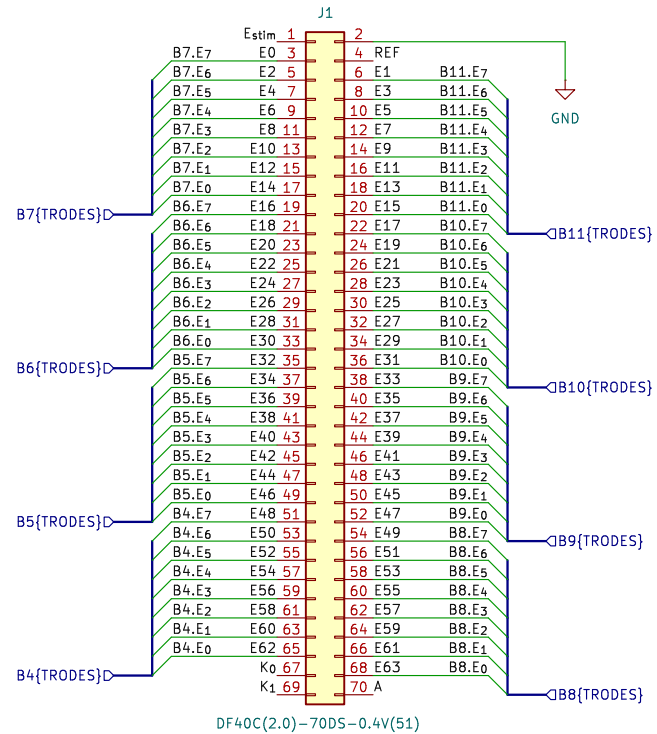 J1
Estim 1 2
B7.E7 E0 3 4 REF
B7.E6 E2 5 6 E1 B11.E7
B7.E5 E4 7 8 E3 B11.E6
B7.E4 E6 9 10 E5 B11.E5
GND
B7.E3 E8 11 12 E7 B11.E4
B7.E2 E10 13 14 E9 B11.E3
B7.E1 E12 15 16 E11 B11.E2
B7.E0 E14 17 18 E13 B11.E1
B7{TRODES}
B6.E7 E16 19 20 E15 B11.E0
B6.E6 E18 21 22 E17 B10.E7
B11{TRODES}
B6.E5 E20 23 24 E19 B10.E6
B6.E4 E22 25 26 E21 B10.E5
B6.E3 E24 27 28 E23 B10.E4
B6.E2 E26 29 30 E25 B10.E3
B6.E1 E28 31 32 E27 B10.E2
B6.E0 E30 33 34 E29 B10.E1
B6{TRODES}
B5.E7 E32 35 36 E31 B10.E0
B5.E6 E34 37 38 E33 B9.E7
B10{TRODES}
B5.E5 E36 39 40 E35 B9.E6
B5.E4 E38 41 42 E37 B9.E5
B5.E3 E40 43 44 E39 B9.E4
B5.E2 E42 45 46 E41 B9.E3
B5.E1 E44 47 48 E43 B9.E2
B5.E0 E46 49 50 E45 B9.E1
B5{TRODES}
B4.E7 E48 51 52 E47 B9.E0
B4.E6 E50 53 54 E49 B8.E7
B9{TRODES}
B4.E5 E52 55 56 E51 B8.E6
B4.E4 E54 57 58 E53 B8.E5
B4.E3 E56 59 60 E55 B8.E4
B4.E2 E58 61 62 E57 B8.E3
B4.E1 E60 63 64 E59 B8.E2
B4.E0 E62 65 66 E61 B8.E1
B4{TRODES}
K0 67 68 E63 B8.E0
K1 69 70 A
B8{TRODES}
DF40C(2.0)-70DS-0.4V(51)